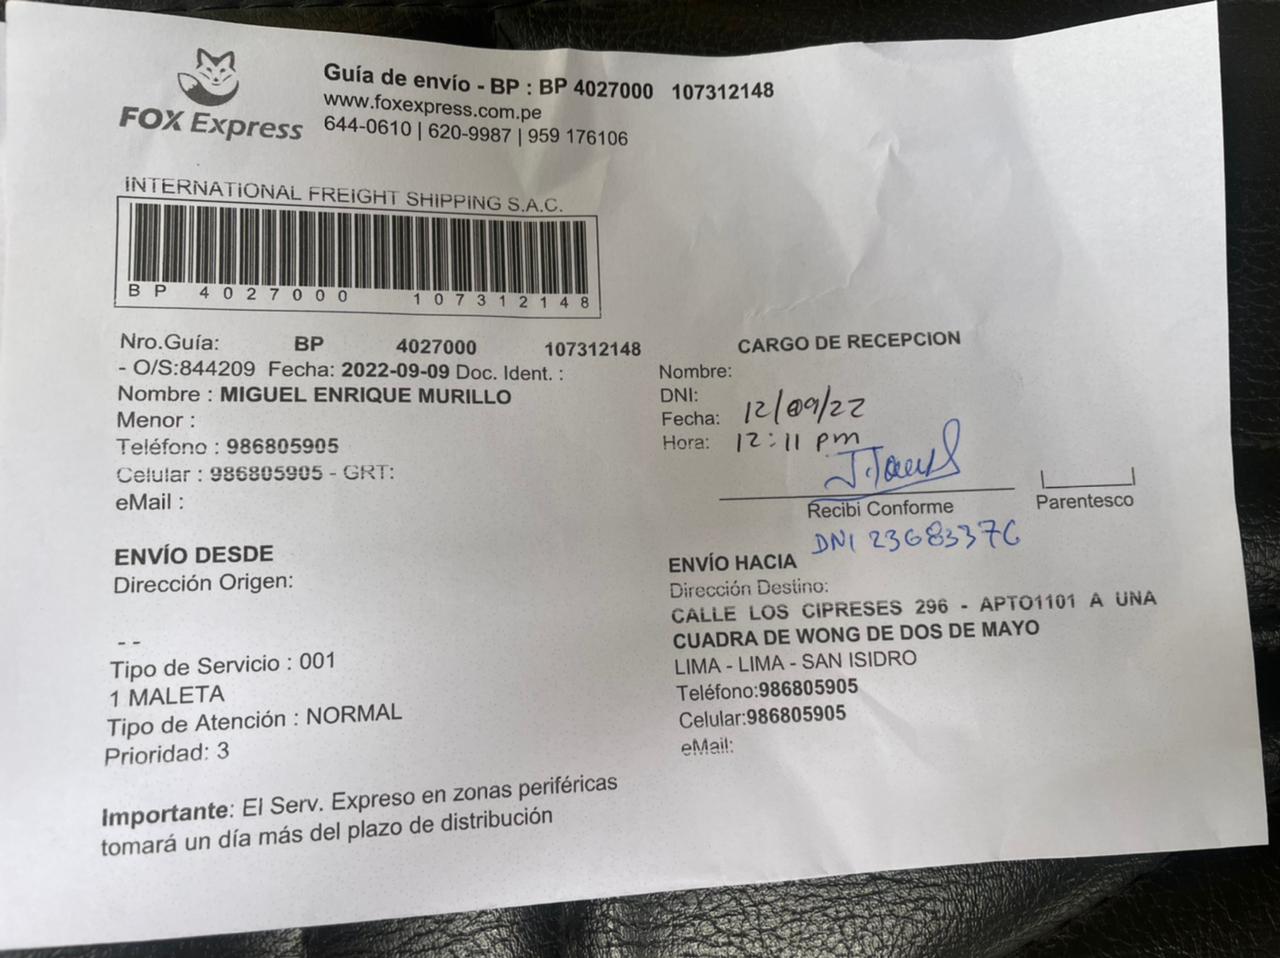 FOX Express
Guía de envío - BP : BP 4027000 107312148
www.foxexpress.com.pe
644-0610 | 620-9987 | 959 176106
INTERNATIONAL FREIGHT SHIPPING S.A.C.
BP 4027000 107312148
Nro.Guía: BP 4027000 107312148
- O/S:844209 Fecha: 2022-09-09 Doc. Ident. :
Nombre : MIGUEL ENRIQUE MURILLO
Menor :
Teléfono : 986805905
Celular : 986805905 - GRT:
eMail :
ENVÍO DESDE
Dirección Origen:
- -
Tipo de Servicio : 001
1 MALETA
Tipo de Atención : NORMAL
Prioridad: 3
Importante: El Serv. Expreso en zonas periféricas
tomará un día más del plazo de distribución
CARGO DE RECEPCION
Nombre:
DNI:
Fecha: 12/09/22
Hora: 12:11 pm
Recibi Conforme
Parentesco
DNI 23683376
ENVÍO HACIA
Dirección Destino:
CALLE LOS CIPRESES 296 - APTO1101 A UNA
CUADRA DE WONG DE DOS DE MAYO
LIMA - LIMA - SAN ISIDRO
Teléfono:986805905
Celular:986805905
eMail: